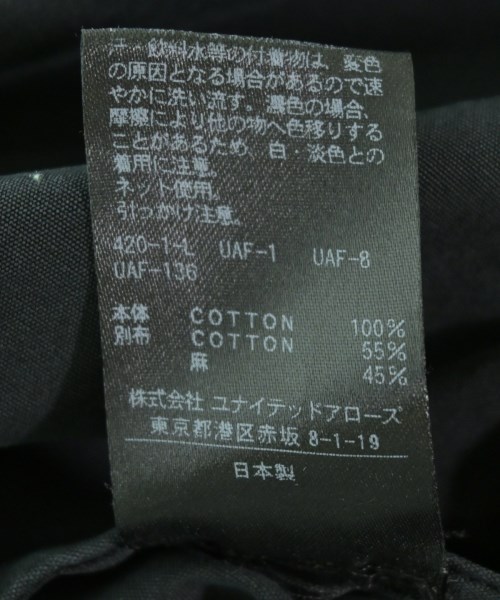 飲料水等の付着物は、変色
の原因となる場合があるので速
やかに洗い流す。濃色の場合、
摩擦により他の物へ色移りする
ことがあるため、白・淡色との
着用に注意。
ネット使用。
引っかけ注意。
420-1-L UAF-1 UAF-8
UAF-136
本体 COTTON 100%
別布 COTTON 55%
麻 45%
株式会社 ユナイテッドアローズ
東京都港区赤坂 8-1-19
日本製